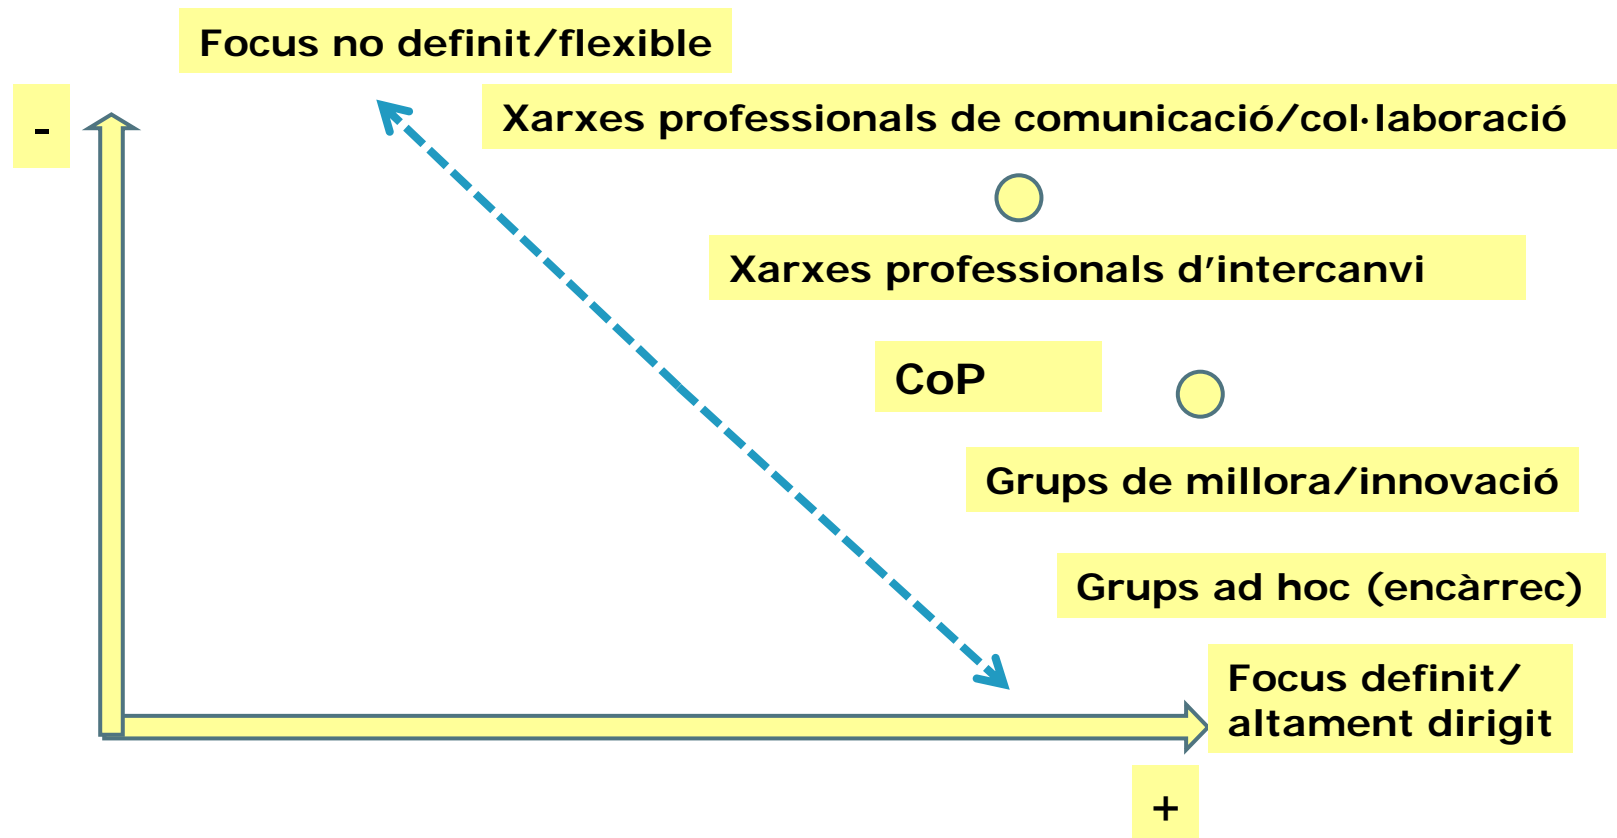 Focus no definit/flexible
-
Xarxes professionals de comunicació/col·laboració
Xarxes professionals d’intercanvi
CoP
Grups de millora/innovació
Grups ad hoc (encàrrec)
Focus definit/
altament dirigit
+